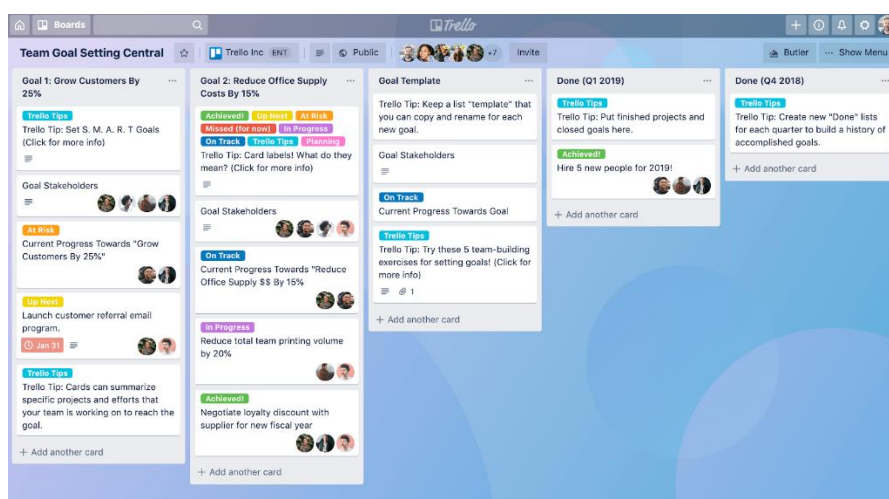 Boards
Trello
Team Goal Setting Central
Trello Inc ENT
Public
+7
Invite
Butler
... Show Menu
Goal 1: Grow Customers By
25%
Trello Tips
Trello Tip: Set S. M. A. R. T Goals
(Click for more info)
Goal Stakeholders
At Risk
Current Progress Towards "Grow
Customers By 25%"
Up Next
Launch customer referral email
program.
Jan 31
Trello Tips
Trello Tip: Cards can summarize
specific projects and efforts that
your team is working on to reach the
goal.
+ Add another card
Goal 2: Reduce Office Supply
Costs By 15%
Achieved! Up Next At Risk
Missed (for now) In Progress
On Track Trello Tips Planning
Trello Tip: Card labels! What do they
mean? (Click for more info)
Goal Stakeholders
On Track
Current Progress Towards "Reduce
Office Supply $$ By 15%
In Progress
Reduce total team printing volume
by 20%
Achieved!
Negotiate loyalty discount with
supplier for new fiscal year
+ Add another card
Goal Template
Trello Tip: Keep a list "template" that
you can copy and rename for each
new goal.
Goal Stakeholders
On Track
Current Progress Towards Goal
Trello Tips
Trello Tip: Try these 5 team-building
exercises for setting goals! (Click for
more info)
1
+ Add another card
Done (Q1 2019)
Trello Tips
Trello Tip: Put finished projects and
closed goals here.
Achieved!
Hire 5 new people for 2019!
+ Add another card
Done (Q4 2018)
Trello Tips
Trello Tip: Create new "Done" lists
for each quarter to build a history of
accomplished goals.
+ Add another card